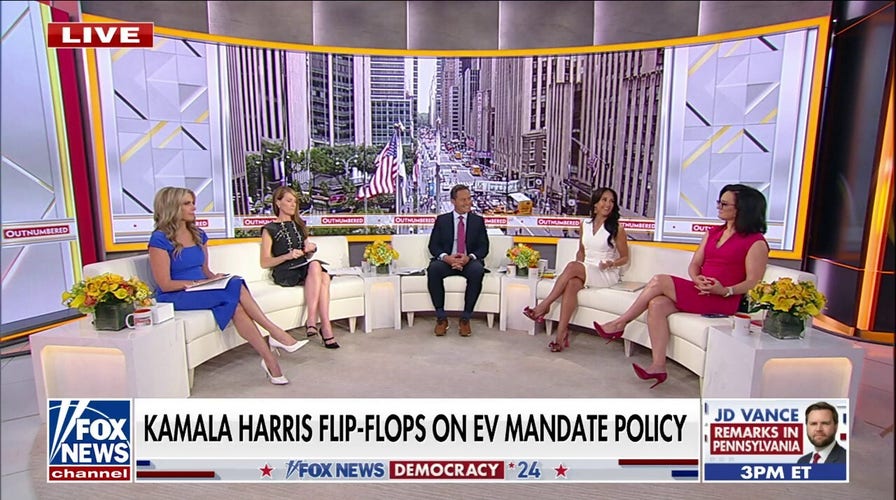 LIVE
OUTNUMBERED
OUTNUMBERED
OUTNUMBERED
OUTNUMBERED
OUTNUMBERED
OUTNUMBERED
FOX
NEWS
channel
KAMALA HARRIS FLIP-FLOPS ON EV MANDATE POLICY
FOX NEWS DEMOCRACY '24
JD VANCE
REMARKS IN
PENNSYLVANIA
3PM ET